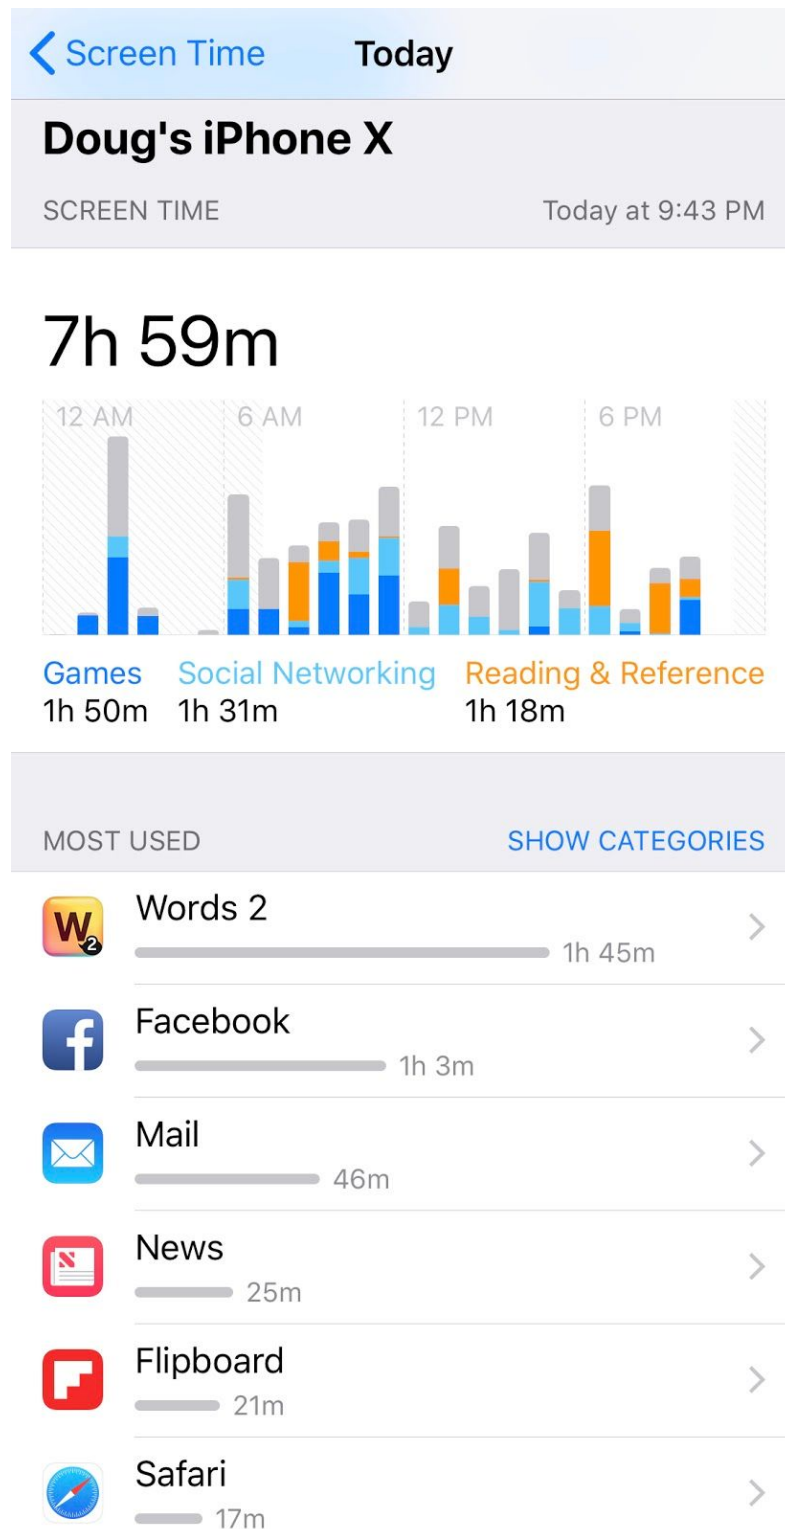 Screen Time Today
Doug's iPhone X
SCREEN TIME Today at 9:43 PM
7h 59m
12 AM 6 AM 12 PM 6 PM
Games Social Networking Reading & Reference
1h 50m 1h 31m 1h 18m
MOST USED SHOW CATEGORIES
W2
Words 2
1h 45m
f
Facebook
1h 3m
Mail
46m
N
News
25m
Flipboard
21m
Safari
17m